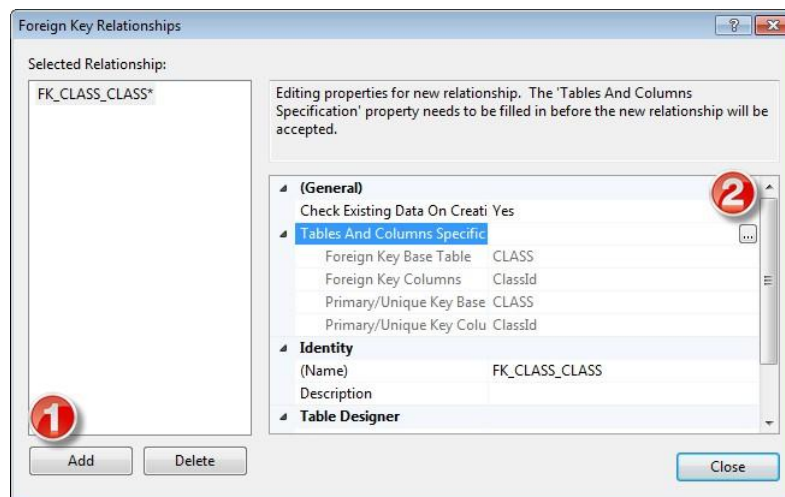 Foreign Key Relationships
?
Selected Relationship:
FK_CLASS_CLASS*
Editing properties for new relationship. The 'Tables And Columns
Specification' property needs to be filled in before the new relationship will be
accepted.
2
(General)
Check Existing Data On Creati Yes
Tables And Columns Specific ...
Foreign Key Base Table CLASS
Foreign Key Columns ClassId
Primary/Unique Key Base CLASS
Primary/Unique Key Colu ClassId
Identity
(Name) FK_CLASS_CLASS
Description
Table Designer
1
Add Delete
Close